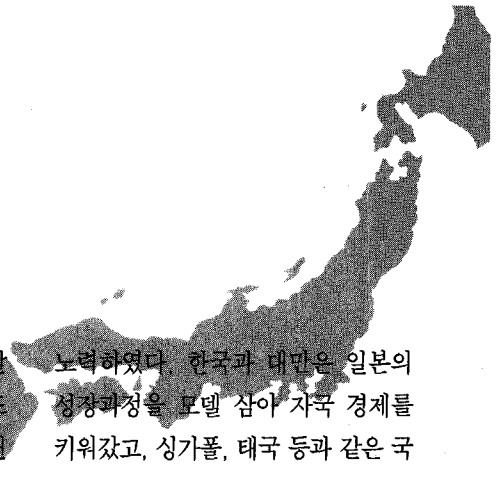 노력하였다. 한국과 대만은 일본의
성장과정을 모델 삼아 자국 경제를
키워갔고, 싱가폴, 태국 등과 같은 국